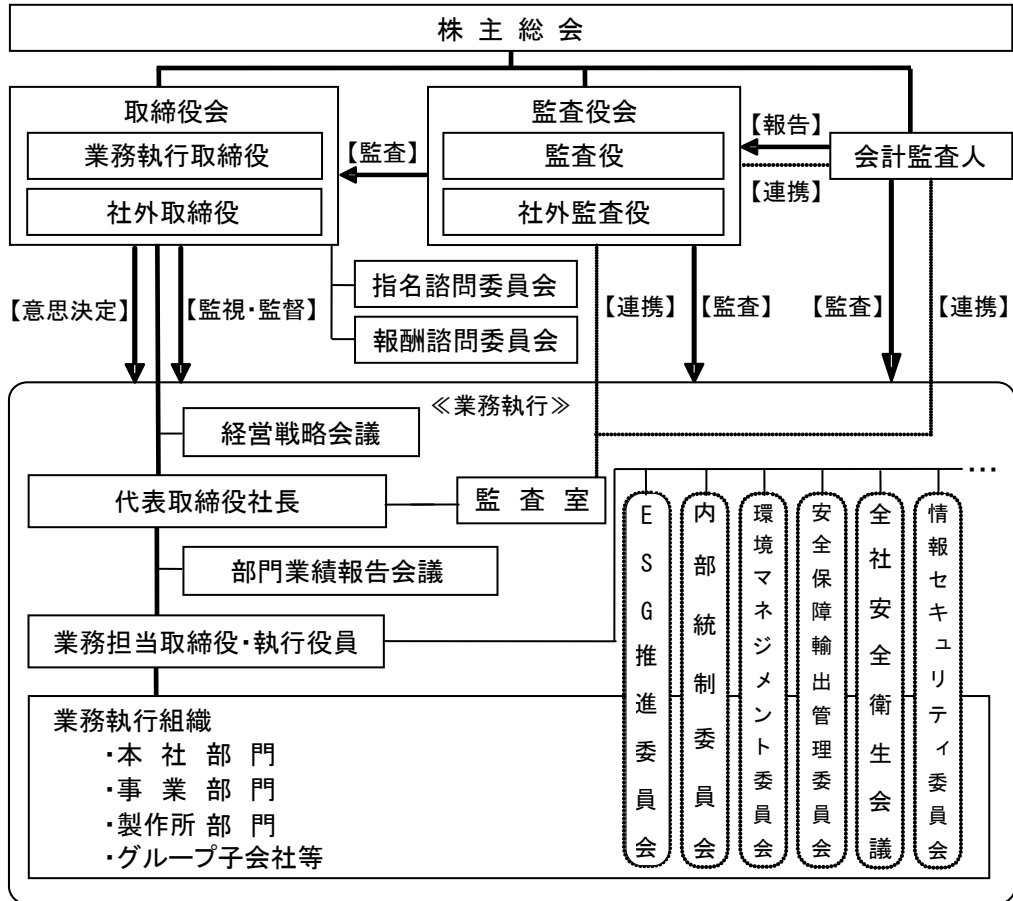 株主総会
取締役会
業務執行取締役
社外取締役
【監査】
監査役会
監査役
社外監査役
【報告】
【連携】
会計監査人
指名諮問委員会
報酬諮問委員会
【意思決定】
【監視・監督】
【連携】
【監査】
【監査】
【連携】
≪業務執行≫
経営戦略会議
代表取締役社長
監査室
部門業績報告会議
業務担当取締役・執行役員
…
ESG推進委員会
内部統制委員会
環境マネジメント委員会
安全保障輸出管理委員会
全社安全衛生会議
情報セキュリティ委員会
業務執行組織
・本社部門
・事業部門
・製作所部門
・グループ子会社等